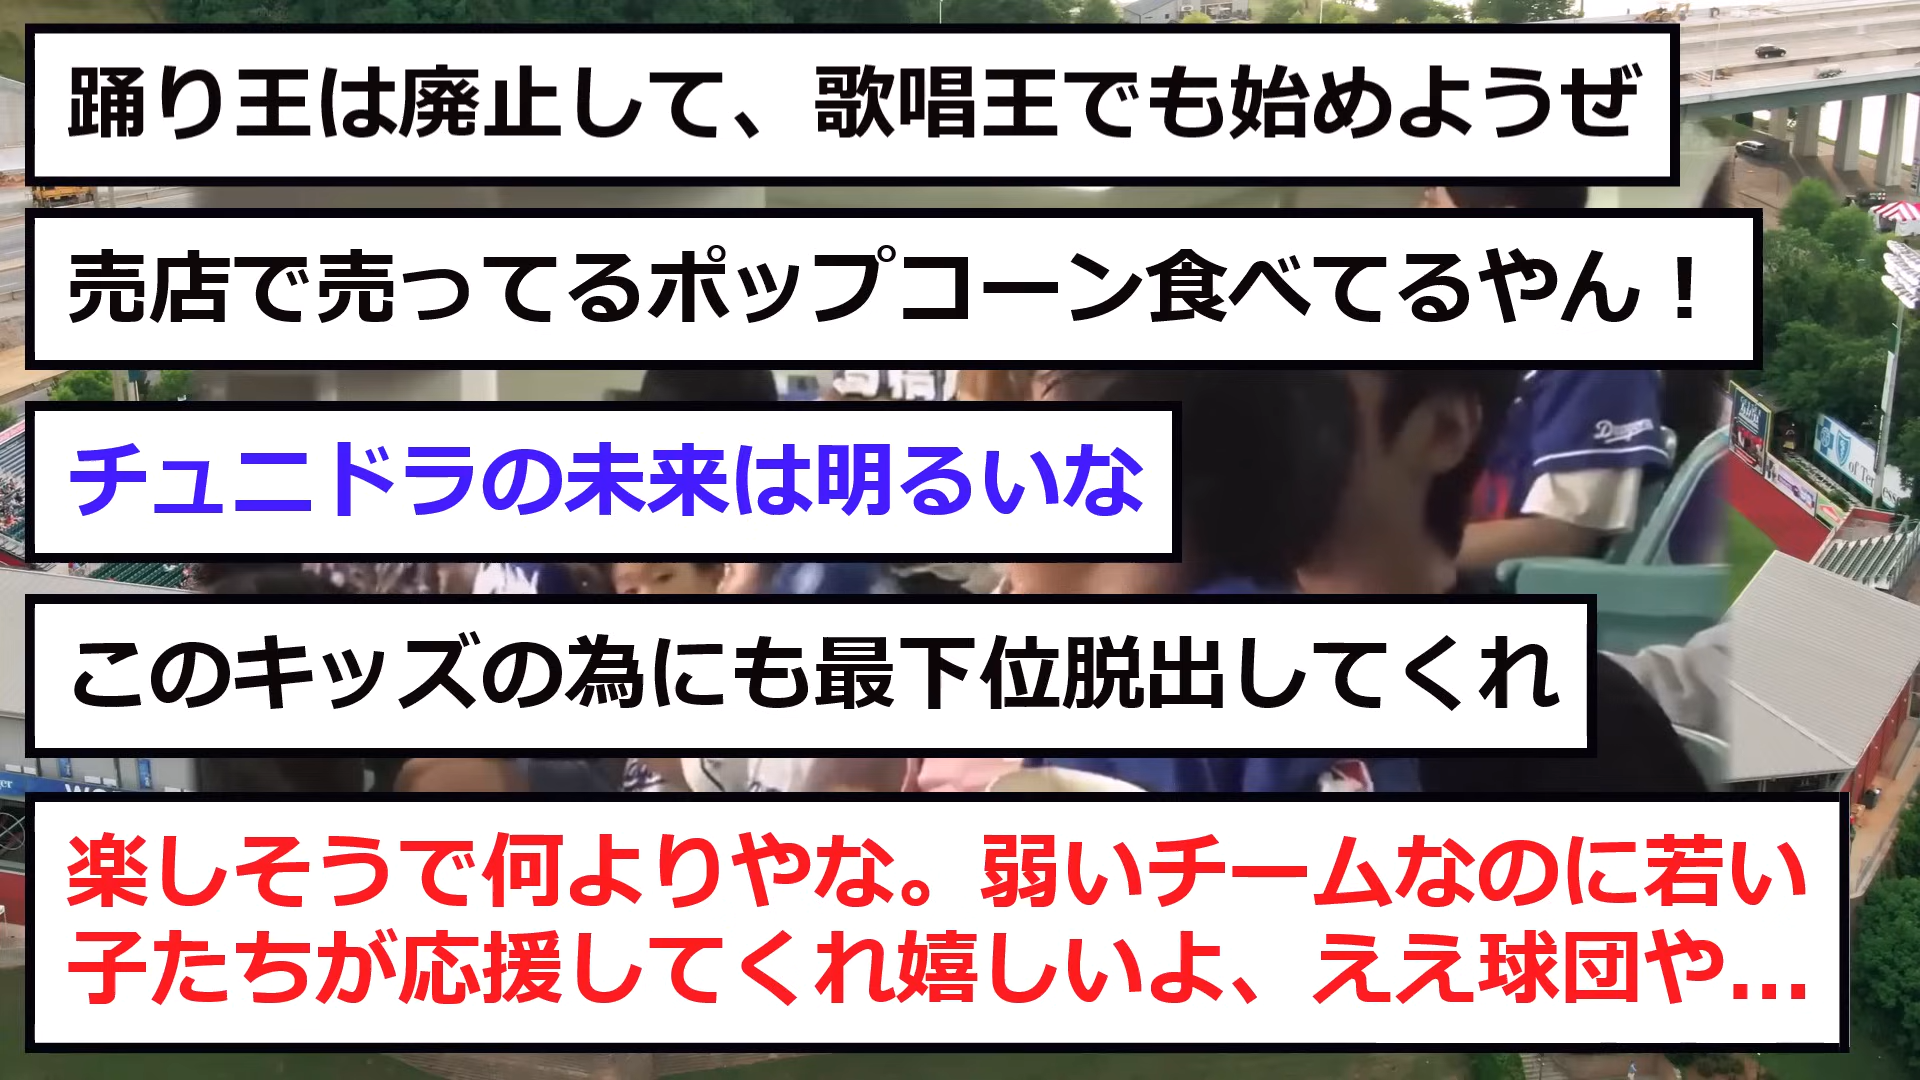 踊り王は廃止して、歌唱王でも始めようぜ
売店で売ってるポップコーン食べてるやん！
チュニドラの未来は明るいな
Dragons
このキッズの為にも最下位脱出してくれ
楽しそうで何よりやな。弱いチームなのに若い
子たちが応援してくれ嬉しいよ、ええ球団や...